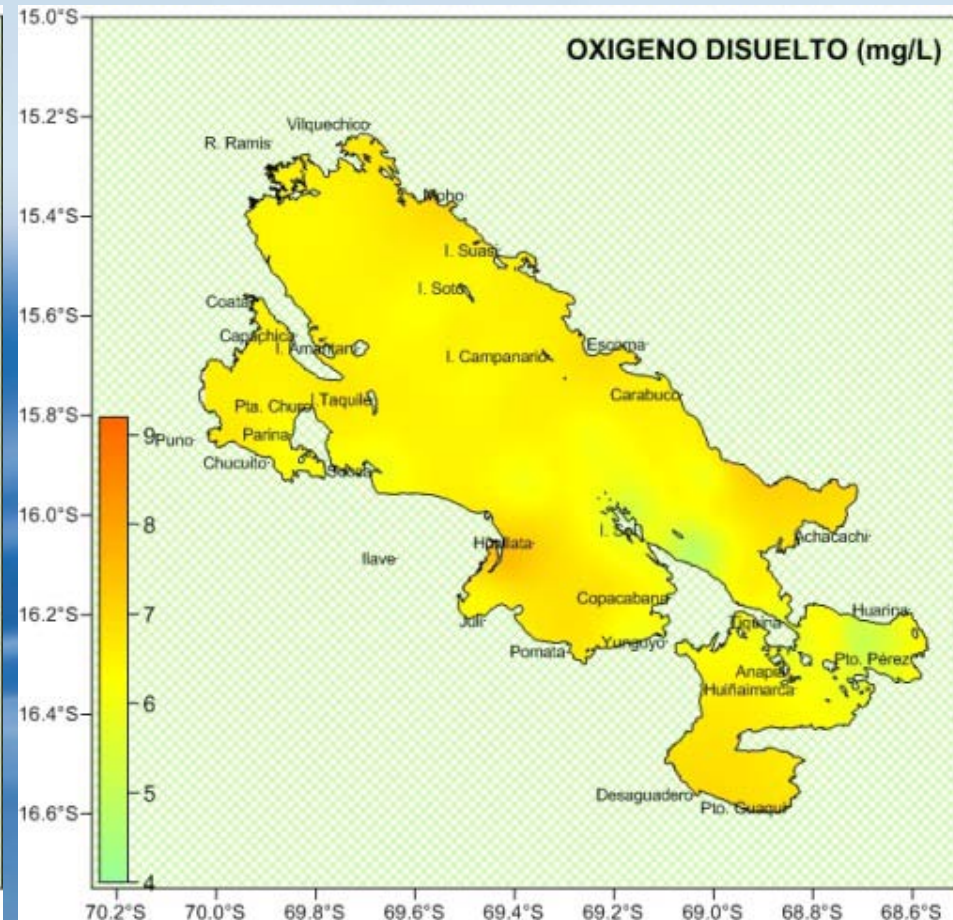 OXIGENO DISUELTO (mg/L)
15.0°S
15.2°S
15.4°S
15.6°S
15.8°S
16.0°S
16.2°S
16.4°S
16.6°S
Vilquechico
R. Ramis
Moho
I. Suasi
I. Soto
Coata
Capachica
I. Amantani
I. Campanario
Escoma
Carabuco
I.Taquile
Pta. Churo
Parina
Puno
Chucuito
I. Sol
Achacachi
Huallata
Ilave
Copacabana
Juli
Pomata
Yunguyo
Tiquina
Huarina
Pto. Pérez
Anapia
Huiñaimarca
Desaguadero
Pto. Guaqui
9
8
7
6
5
4
70.2°S
70.0°S
69.8°S
69.6°S
69.4°S
69.2°S
69.0°S
68.8°S
68.6°S